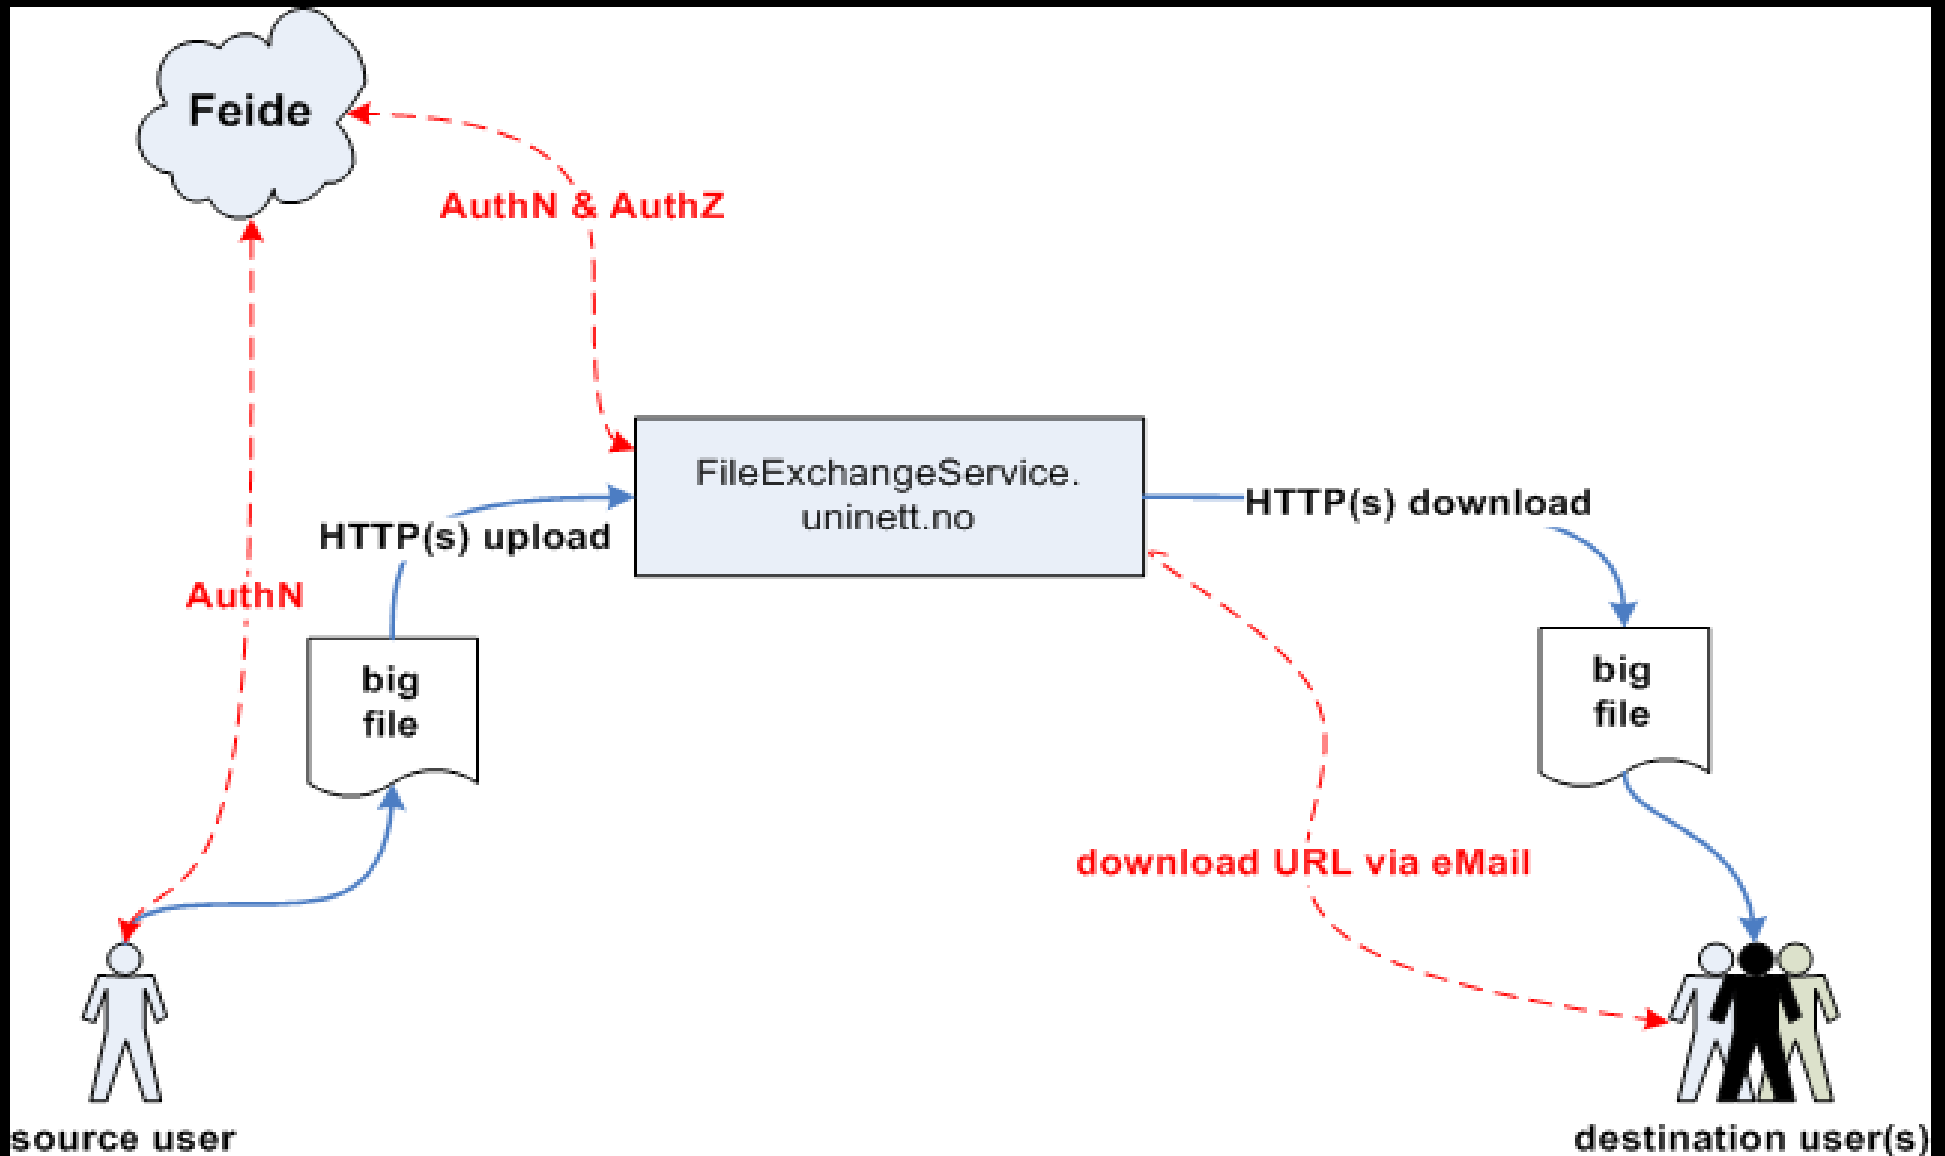 Feide
AuthN & AuthZ
FileExchangeService.
uninett.no
HTTP(s) upload
HTTP(s) download
AuthN
big
file
big
file
download URL via eMail
source user
destination user(s)